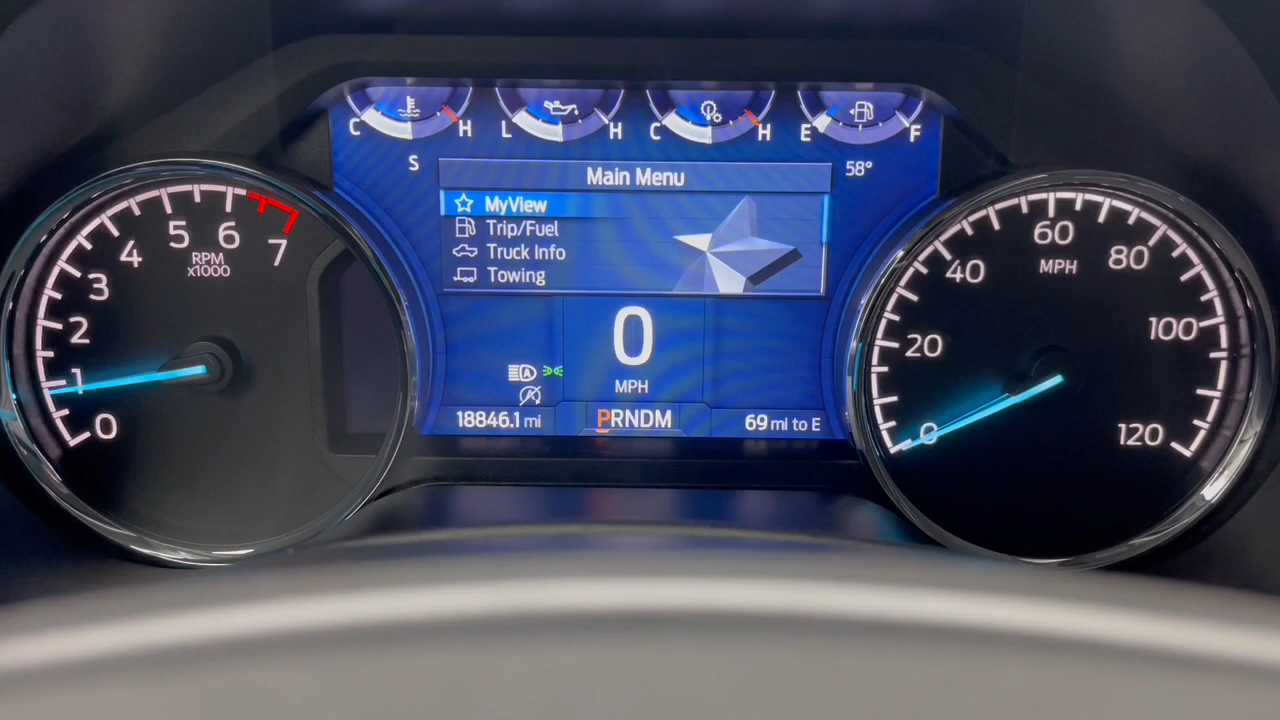 C H L H C H E F
S
58°
Main Menu
MyView
Trip/Fuel
Truck Info
Towing
0
MPH
A
A
18846.1 mi
PRNDM
69 mi to E
0
1
2
3
4
5
6
7
RPM
x1000
0
20
40
60
80
100
120
MPH